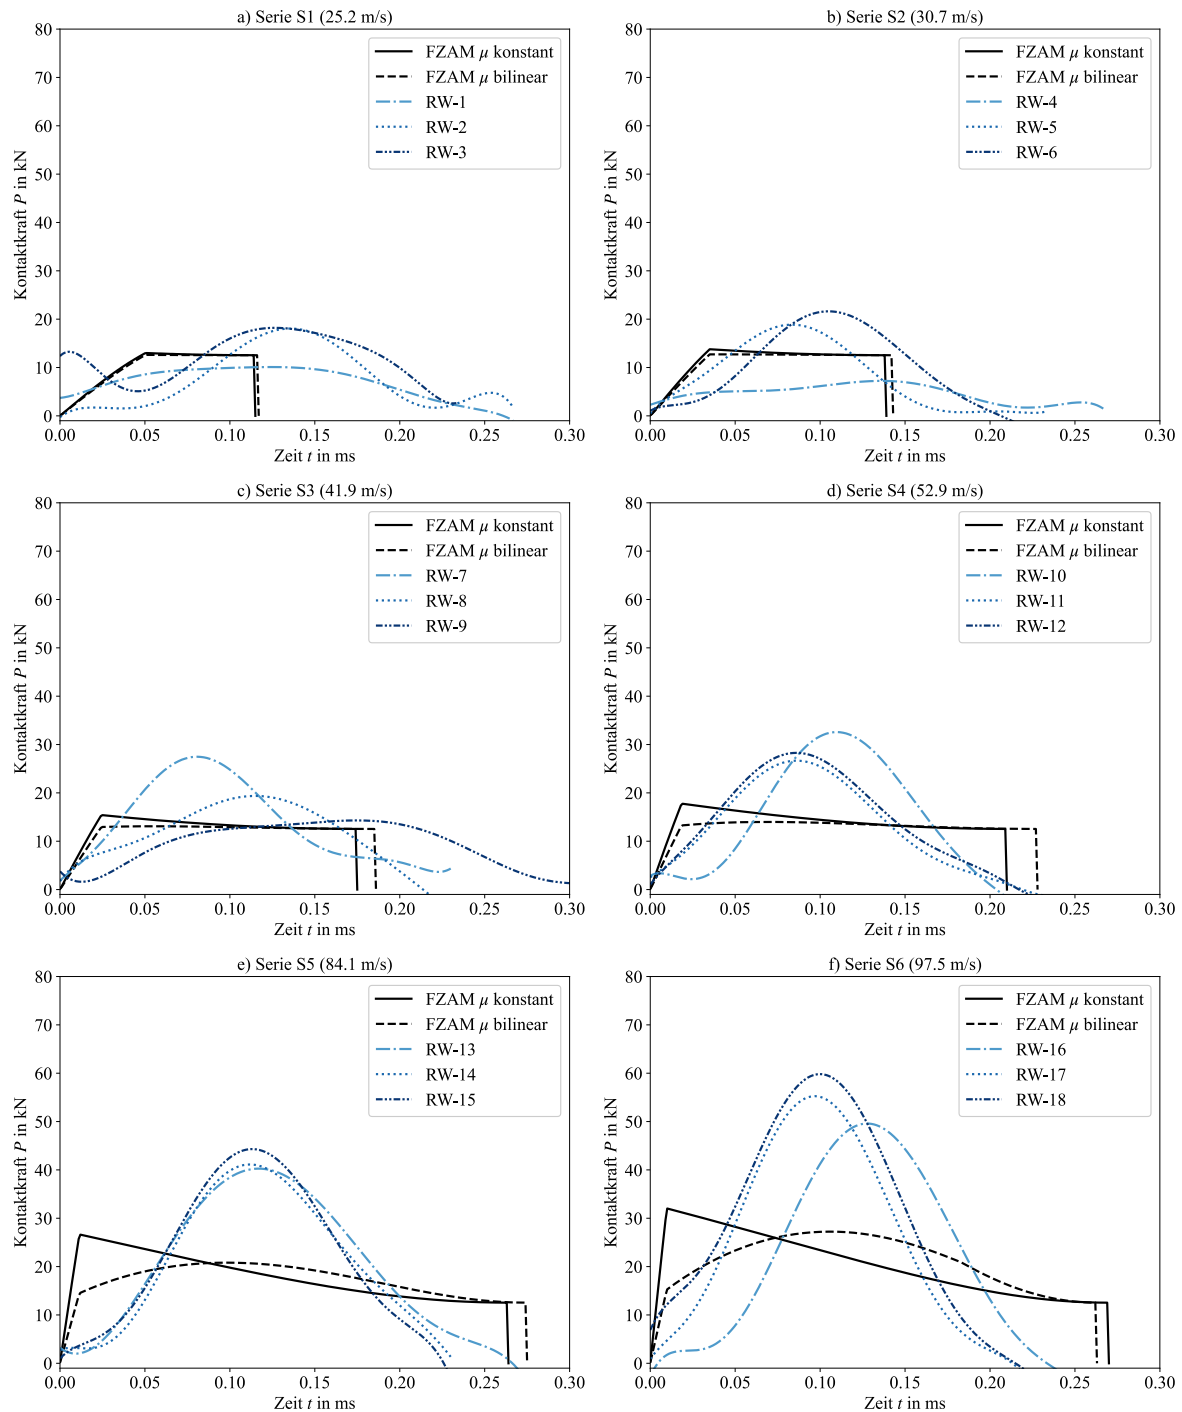 a) Serie S1 (25.2 m/s)
80
70
60
50
40
30
20
10
0
Kontaktkraft P in kN
FZAM μ konstant
FZAM μ bilinear
RW-1
RW-2
RW-3
0.00 0.05 0.10 0.15 0.20 0.25 0.30
Zeit t in ms
b) Serie S2 (30.7 m/s)
80
70
60
50
40
30
20
10
0
Kontaktkraft P in kN
FZAM μ konstant
FZAM μ bilinear
RW-4
RW-5
RW-6
0.00 0.05 0.10 0.15 0.20 0.25 0.30
Zeit t in ms
c) Serie S3 (41.9 m/s)
80
70
60
50
40
30
20
10
0
Kontaktkraft P in kN
FZAM μ konstant
FZAM μ bilinear
RW-7
RW-8
RW-9
0.00 0.05 0.10 0.15 0.20 0.25 0.30
Zeit t in ms
d) Serie S4 (52.9 m/s)
80
70
60
50
40
30
20
10
0
Kontaktkraft P in kN
FZAM μ konstant
FZAM μ bilinear
RW-10
RW-11
RW-12
0.00 0.05 0.10 0.15 0.20 0.25 0.30
Zeit t in ms
e) Serie S5 (84.1 m/s)
80
70
60
50
40
30
20
10
0
Kontaktkraft P in kN
FZAM μ konstant
FZAM μ bilinear
RW-13
RW-14
RW-15
0.00 0.05 0.10 0.15 0.20 0.25 0.30
Zeit t in ms
f) Serie S6 (97.5 m/s)
80
70
60
50
40
30
20
10
0
Kontaktkraft P in kN
FZAM μ konstant
FZAM μ bilinear
RW-16
RW-17
RW-18
0.00 0.05 0.10 0.15 0.20 0.25 0.30
Zeit t in ms